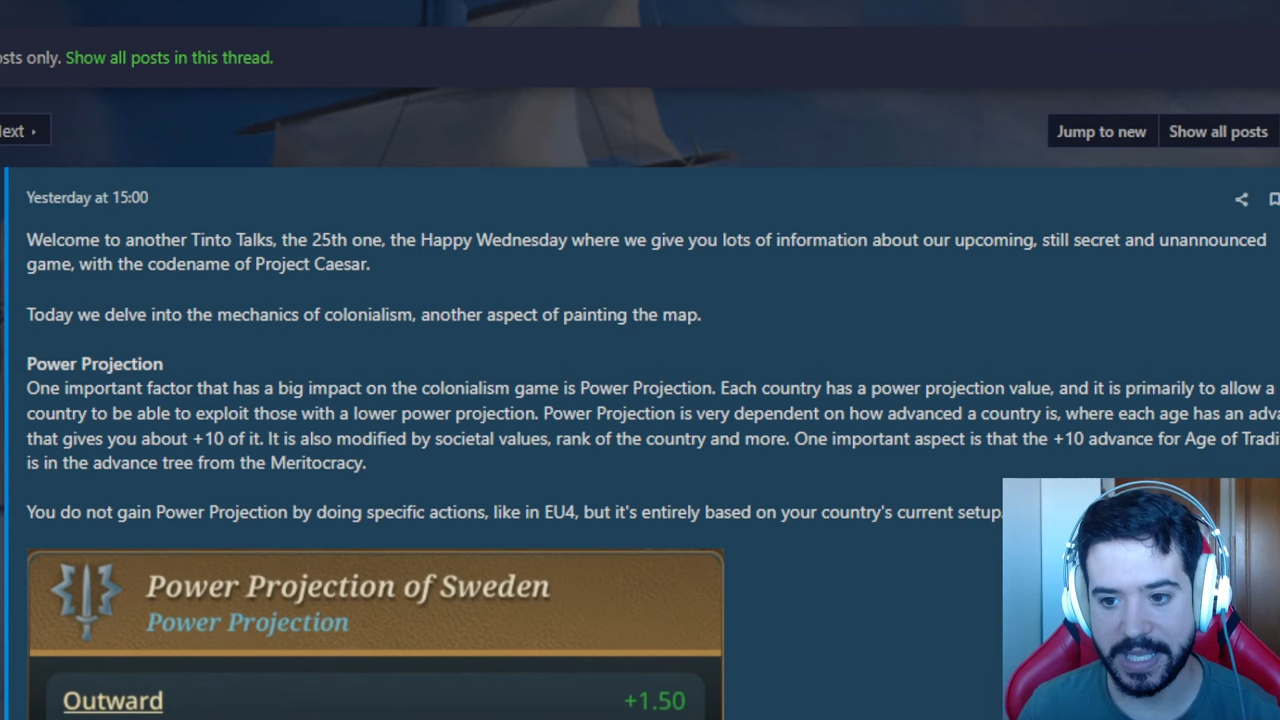 osts only. Show all posts in this thread.
Next
Jump to new Show all posts
Yesterday at 15:00
Welcome to another Tinto Talks, the 25th one, the Happy Wednesday where we give you lots of information about our upcoming, still secret and unannounced
game, with the codename of Project Caesar.
Today we delve into the mechanics of colonialism, another aspect of painting the map.
Power Projection
One important factor that has a big impact on the colonialism game is Power Projection. Each country has a power projection value, and it is primarily to allow a
country to be able to exploit those with a lower power projection. Power Projection is very dependent on how advanced a country is, where each age has an adva
that gives you about +10 of it. It is also modified by societal values, rank of the country and more. One important aspect is that the +10 advance for Age of Tradi
is in the advance tree from the Meritocracy.
You do not gain Power Projection by doing specific actions, like in EU4, but it's entirely based on your country's current setup.
Power Projection of Sweden
Power Projection
Outward +1.50